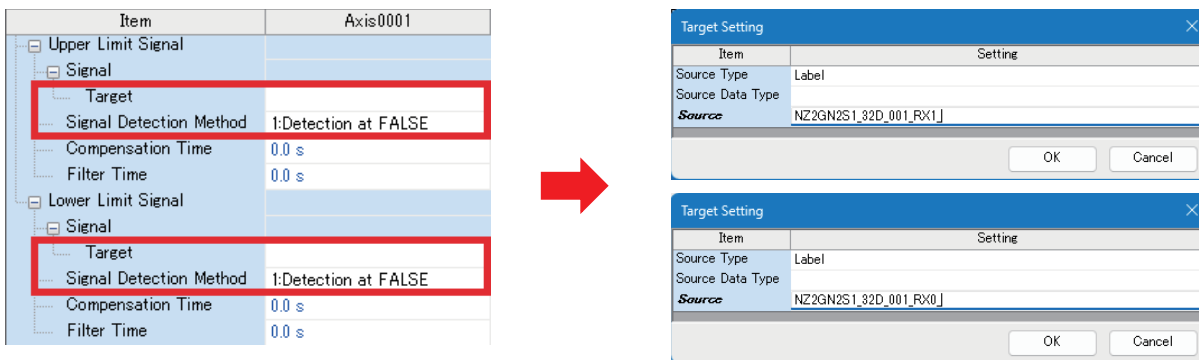 Item Axis0001
Upper Limit Signal
Signal
Target
Signal Detection Method 1:Detection at FALSE
Compensation Time 0.0 s
Filter Time 0.0 s
Lower Limit Signal
Signal
Target
Signal Detection Method 1:Detection at FALSE
Compensation Time 0.0 s
Filter Time 0.0 s
Target Setting
Item Setting
Source Type Label
Source Data Type
Source NZ2GN2S1_32D_001_RX1_
OK Cancel
Target Setting
Item Setting
Source Type Label
Source Data Type
Source NZ2GN2S1_32D_001_RX0_
OK Cancel